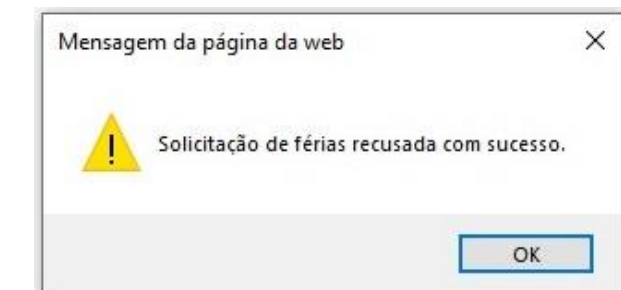 Mensagem da página da web
Solicitação de férias recusada com sucesso.
OK